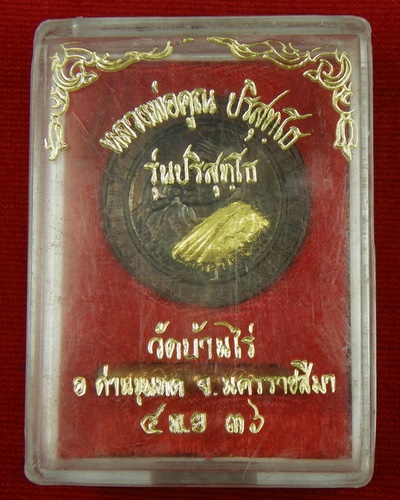 หลวงพ่อคูณ ปริสุทฺโธ
รุ่นปริสุทฺโธ
วัดบ้านไร่
อ ด่านขุนทด จ.นครราชสีมา
๔ พ.ย ๓๖